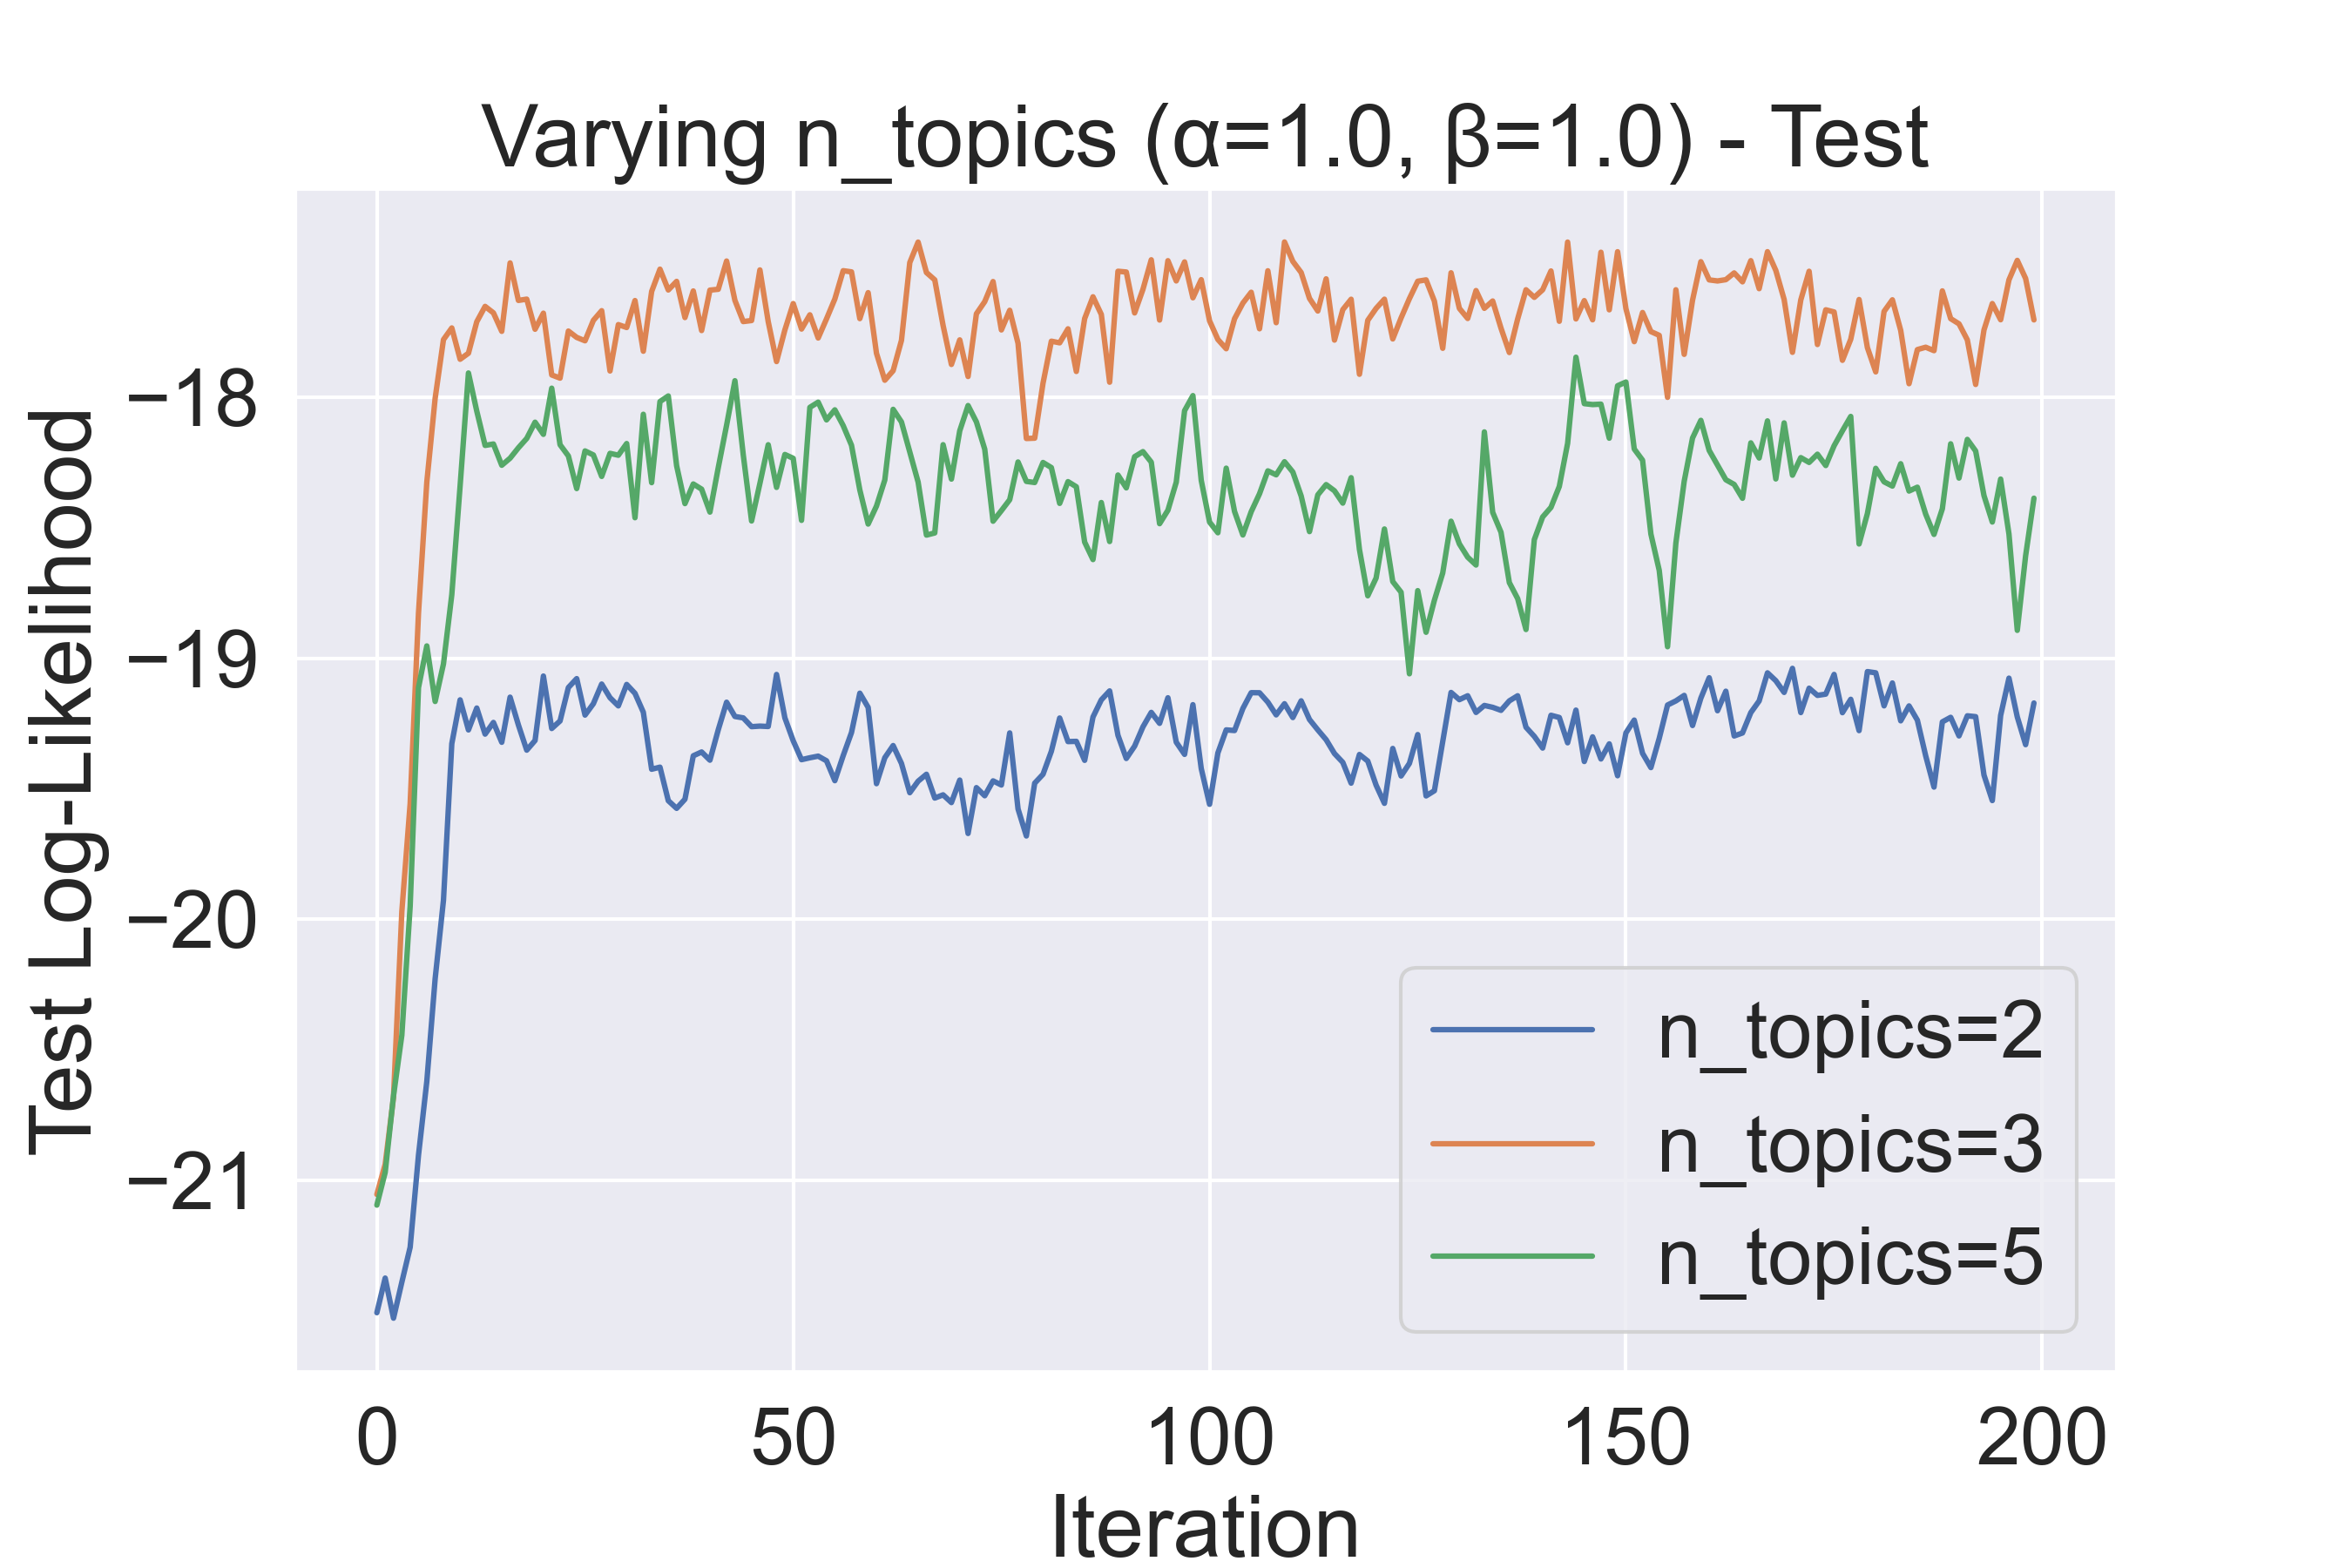 Varying n_topics (α=1.0, β=1.0) - Test
Test Log-Likelihood
−18
−19
−20
−21
n_topics=2
n_topics=3
n_topics=5
0 50 100 150 200
Iteration